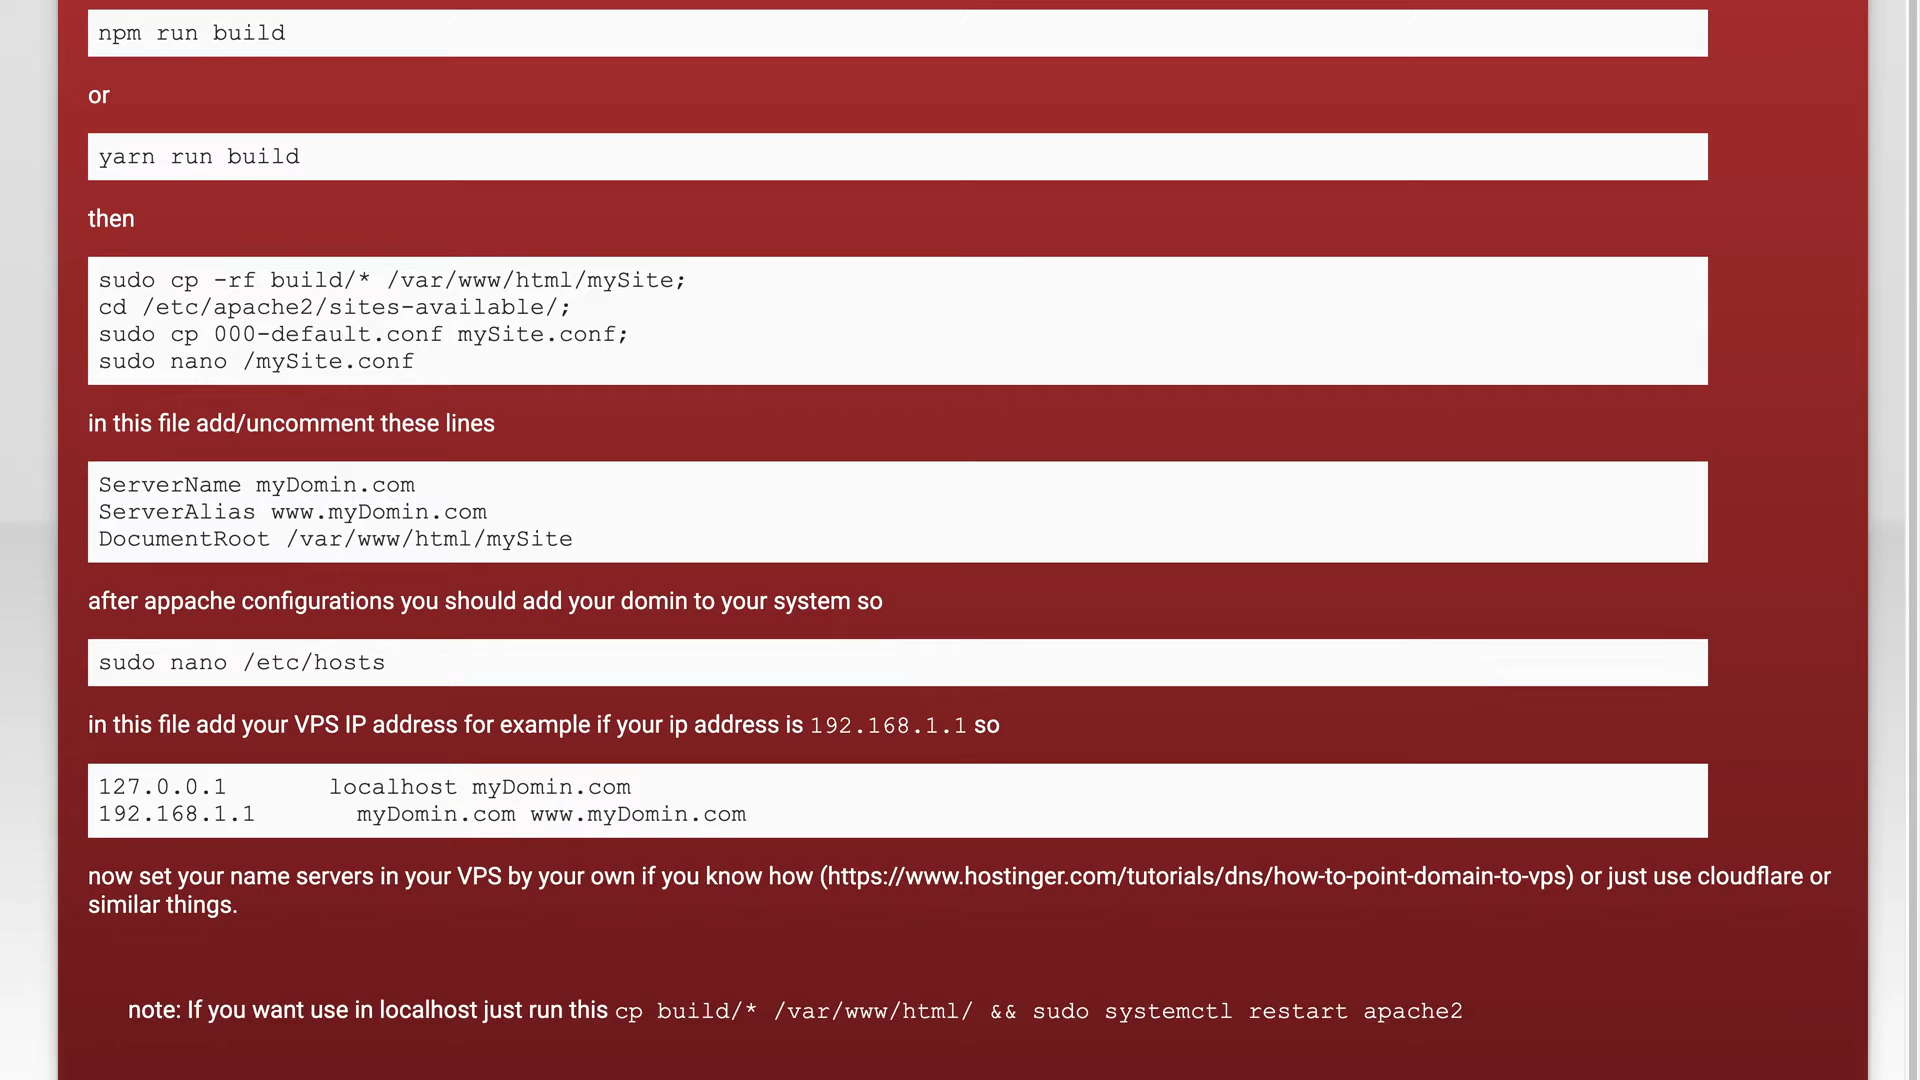 npm run build
or
yarn run build
then
sudo cp -rf build/* /var/www/html/mySite;
cd /etc/apache2/sites-available/;
sudo cp 000-default.conf mySite.conf;
sudo nano /mySite.conf
in this file add/uncomment these lines
ServerName myDomin.com
ServerAlias www.myDomin.com
DocumentRoot /var/www/html/mySite
after appache configurations you should add your domin to your system so
sudo nano /etc/hosts
in this file add your VPS IP address for example if your ip address is 192.168.1.1 so
127.0.0.1       localhost myDomin.com
192.168.1.1       myDomin.com www.myDomin.com
now set your name servers in your VPS by your own if you know how (https://www.hostinger.com/tutorials/dns/how-to-point-domain-to-vps) or just use cloudflare or
similar things.
note: If you want use in localhost just run this cp build/* /var/www/html/ && sudo systemctl restart apache2